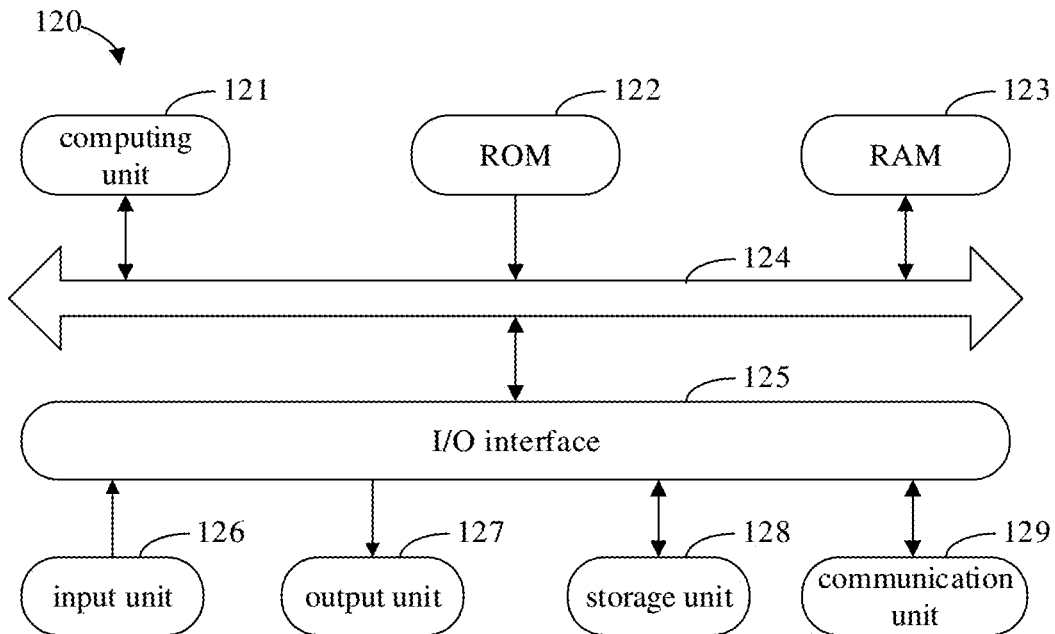 120
121
122
123
computing
unit
ROM
RAM
124
125
I/O interface
126
127
128
129
input unit
output unit
storage unit
communication
unit